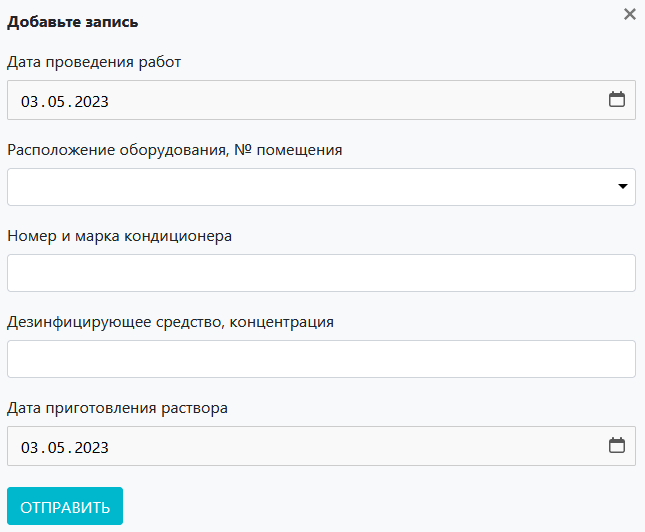 Добавьте запись
Дата проведения работ
03.05.2023
Расположение оборудования, № помещения
Номер и марка кондиционера
Дезинфицирующее средство, концентрация
Дата приготовления раствора
03.05.2023
ОТПРАВИТЬ